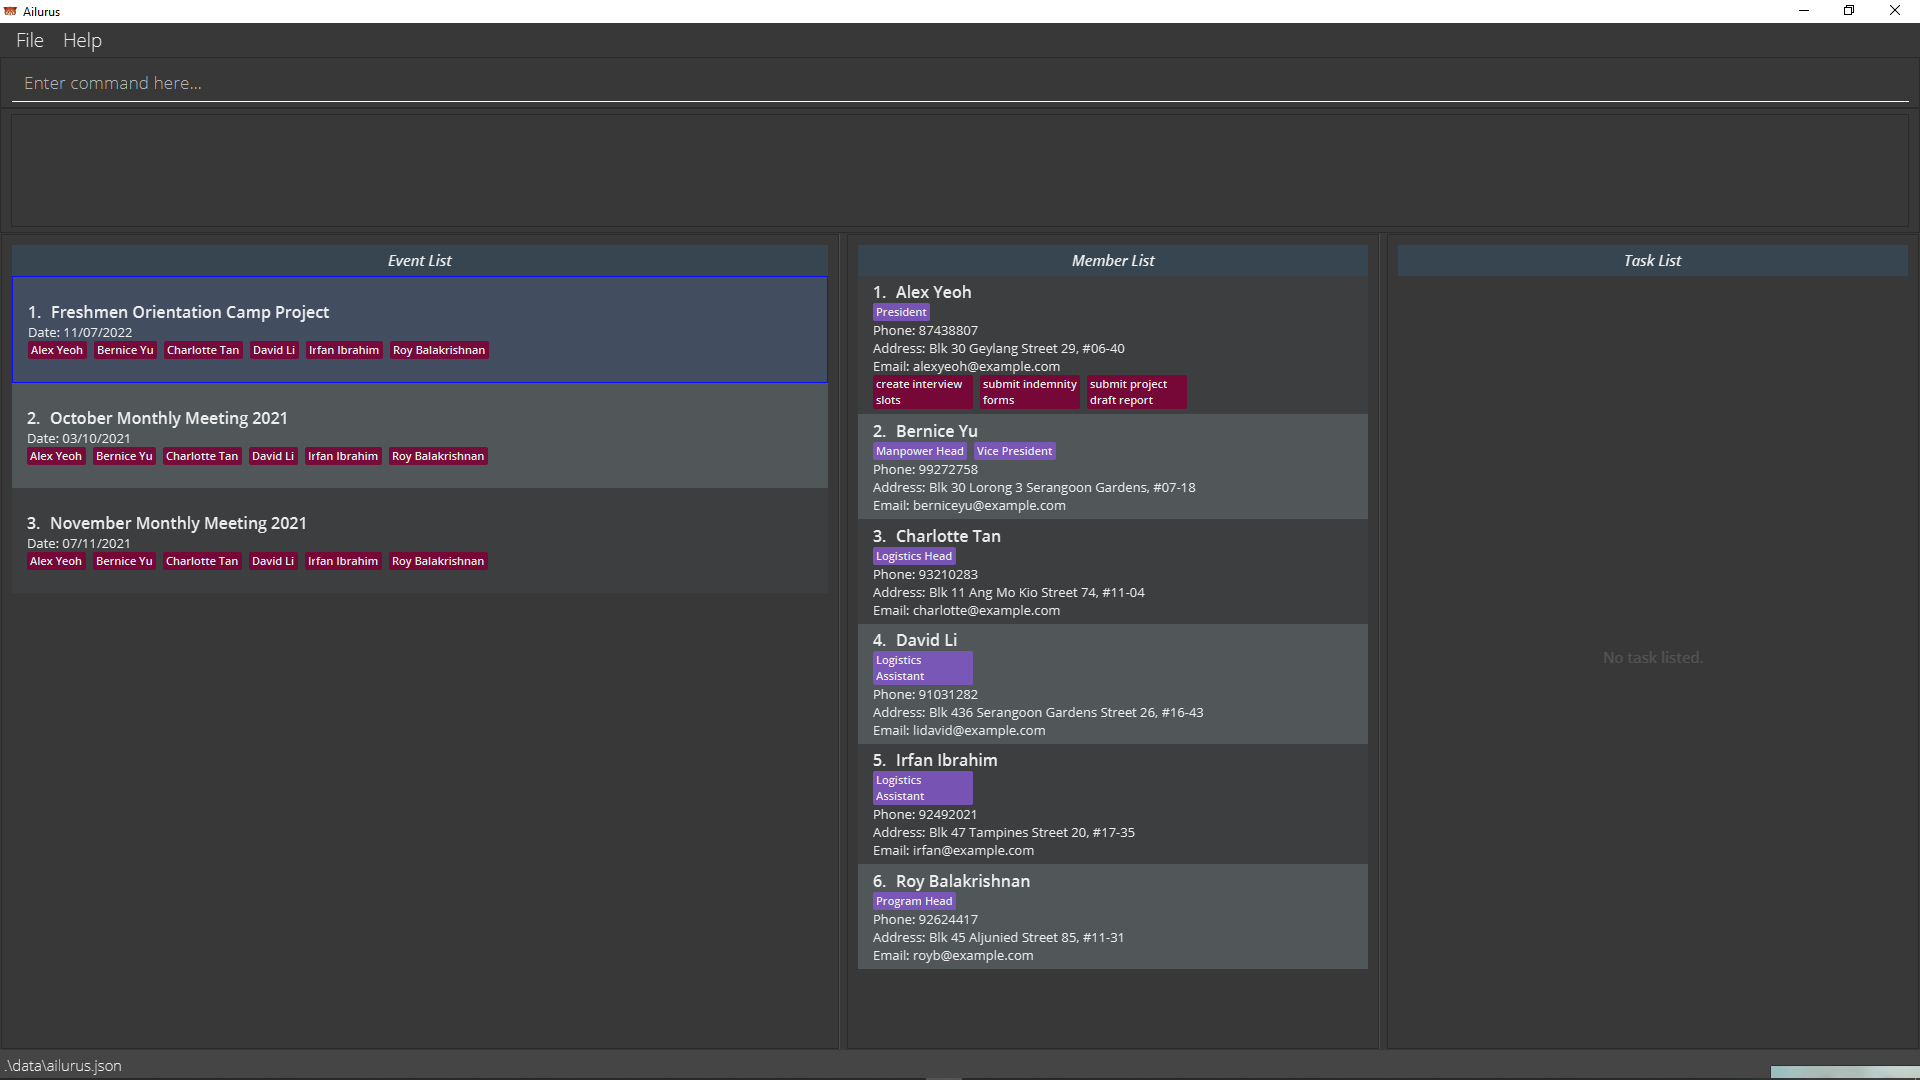 Ailurus
File Help
Enter command here...
Event List
1. Freshmen Orientation Camp Project
Date: 11/07/2022
Alex Yeoh Bernice Yu Charlotte Tan David Li Irfan Ibrahim Roy Balakrishnan
2. October Monthly Meeting 2021
Date: 03/10/2021
Alex Yeoh Bernice Yu Charlotte Tan David Li Irfan Ibrahim Roy Balakrishnan
3. November Monthly Meeting 2021
Date: 07/11/2021
Alex Yeoh Bernice Yu Charlotte Tan David Li Irfan Ibrahim Roy Balakrishnan
Member List
1. Alex Yeoh
President
Phone: 87438807
Address: Blk 30 Geylang Street 29, #06-40
Email: alexyeoh@example.com
create interview slots
submit indemnity forms
submit project draft report
2. Bernice Yu
Manpower Head Vice President
Phone: 99272758
Address: Blk 30 Lorong 3 Serangoon Gardens, #07-18
Email: berniceyu@example.com
3. Charlotte Tan
Logistics Head
Phone: 93210283
Address: Blk 11 Ang Mo Kio Street 74, #11-04
Email: charlotte@example.com
4. David Li
Logistics
Assistant
Phone: 91031282
Address: Blk 436 Serangoon Gardens Street 26, #16-43
Email: lidavid@example.com
5. Irfan Ibrahim
Logistics
Assistant
Phone: 92492021
Address: Blk 47 Tampines Street 20, #17-35
Email: irfan@example.com
6. Roy Balakrishnan
Program Head
Phone: 92624417
Address: Blk 45 Aljunied Street 85, #11-31
Email: royb@example.com
Task List
No task listed.
.\data\ailurus.json